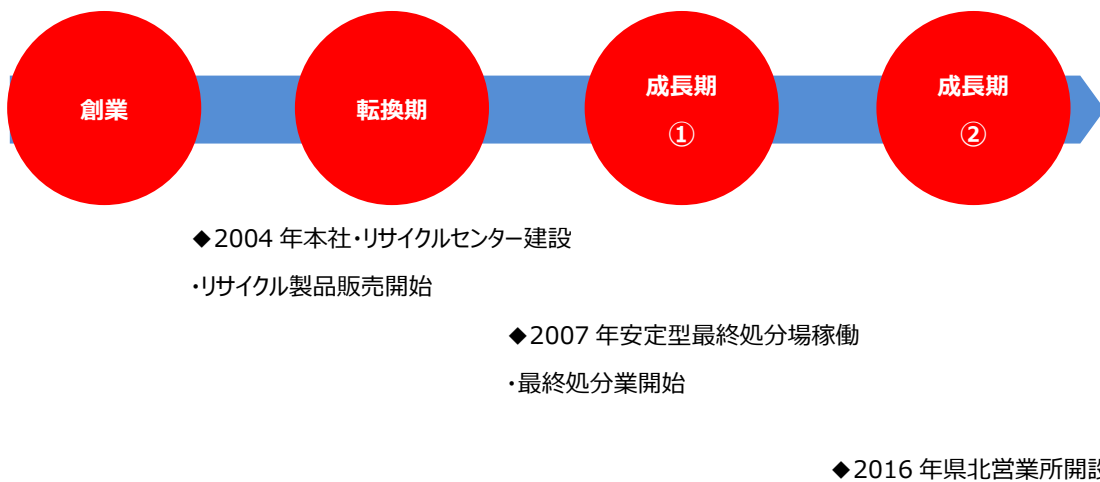 創業
転換期
成長期
①
成長期
②
◆2004 年本社・リサイクルセンター建設
・リサイクル製品販売開始
◆2007 年安定型最終処分場稼働
・最終処分業開始
◆2016 年県北営業所開設